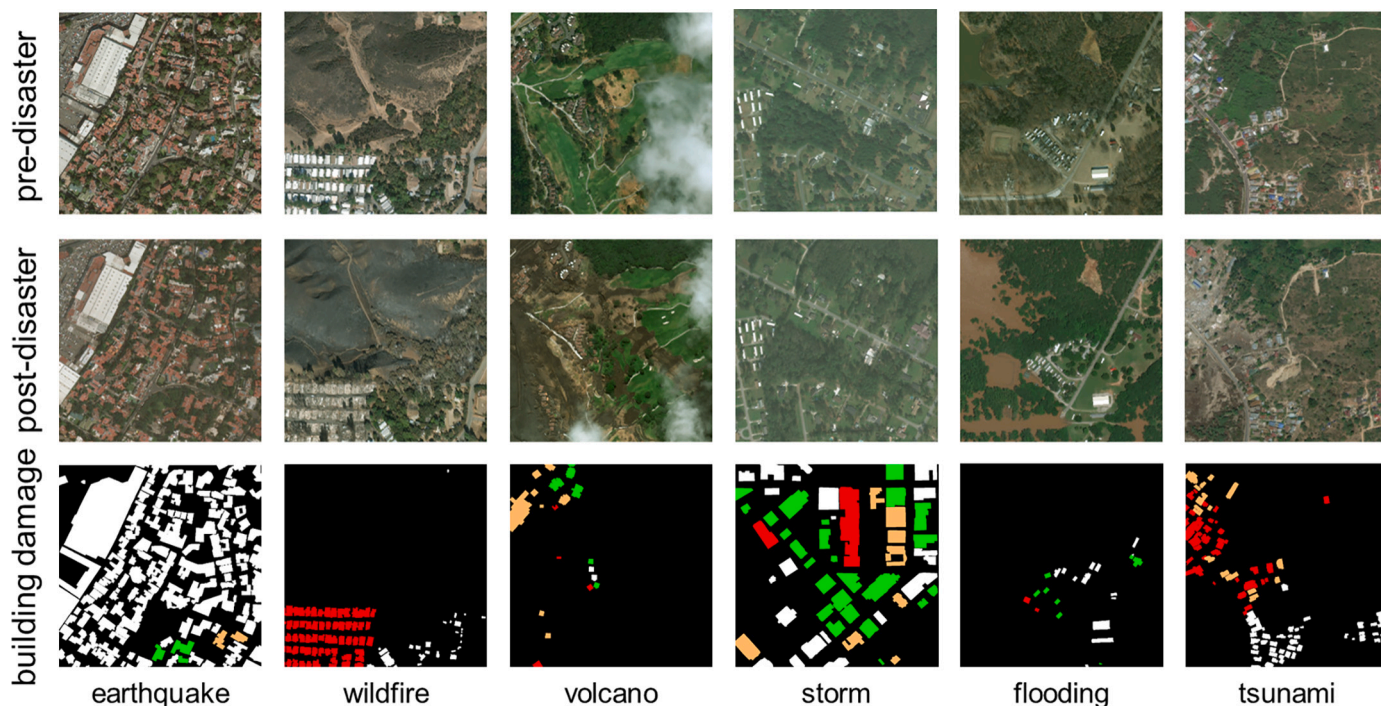 pre-disaster
post-disaster
building damage
earthquake
wildfire
volcano
storm
flooding
tsunami